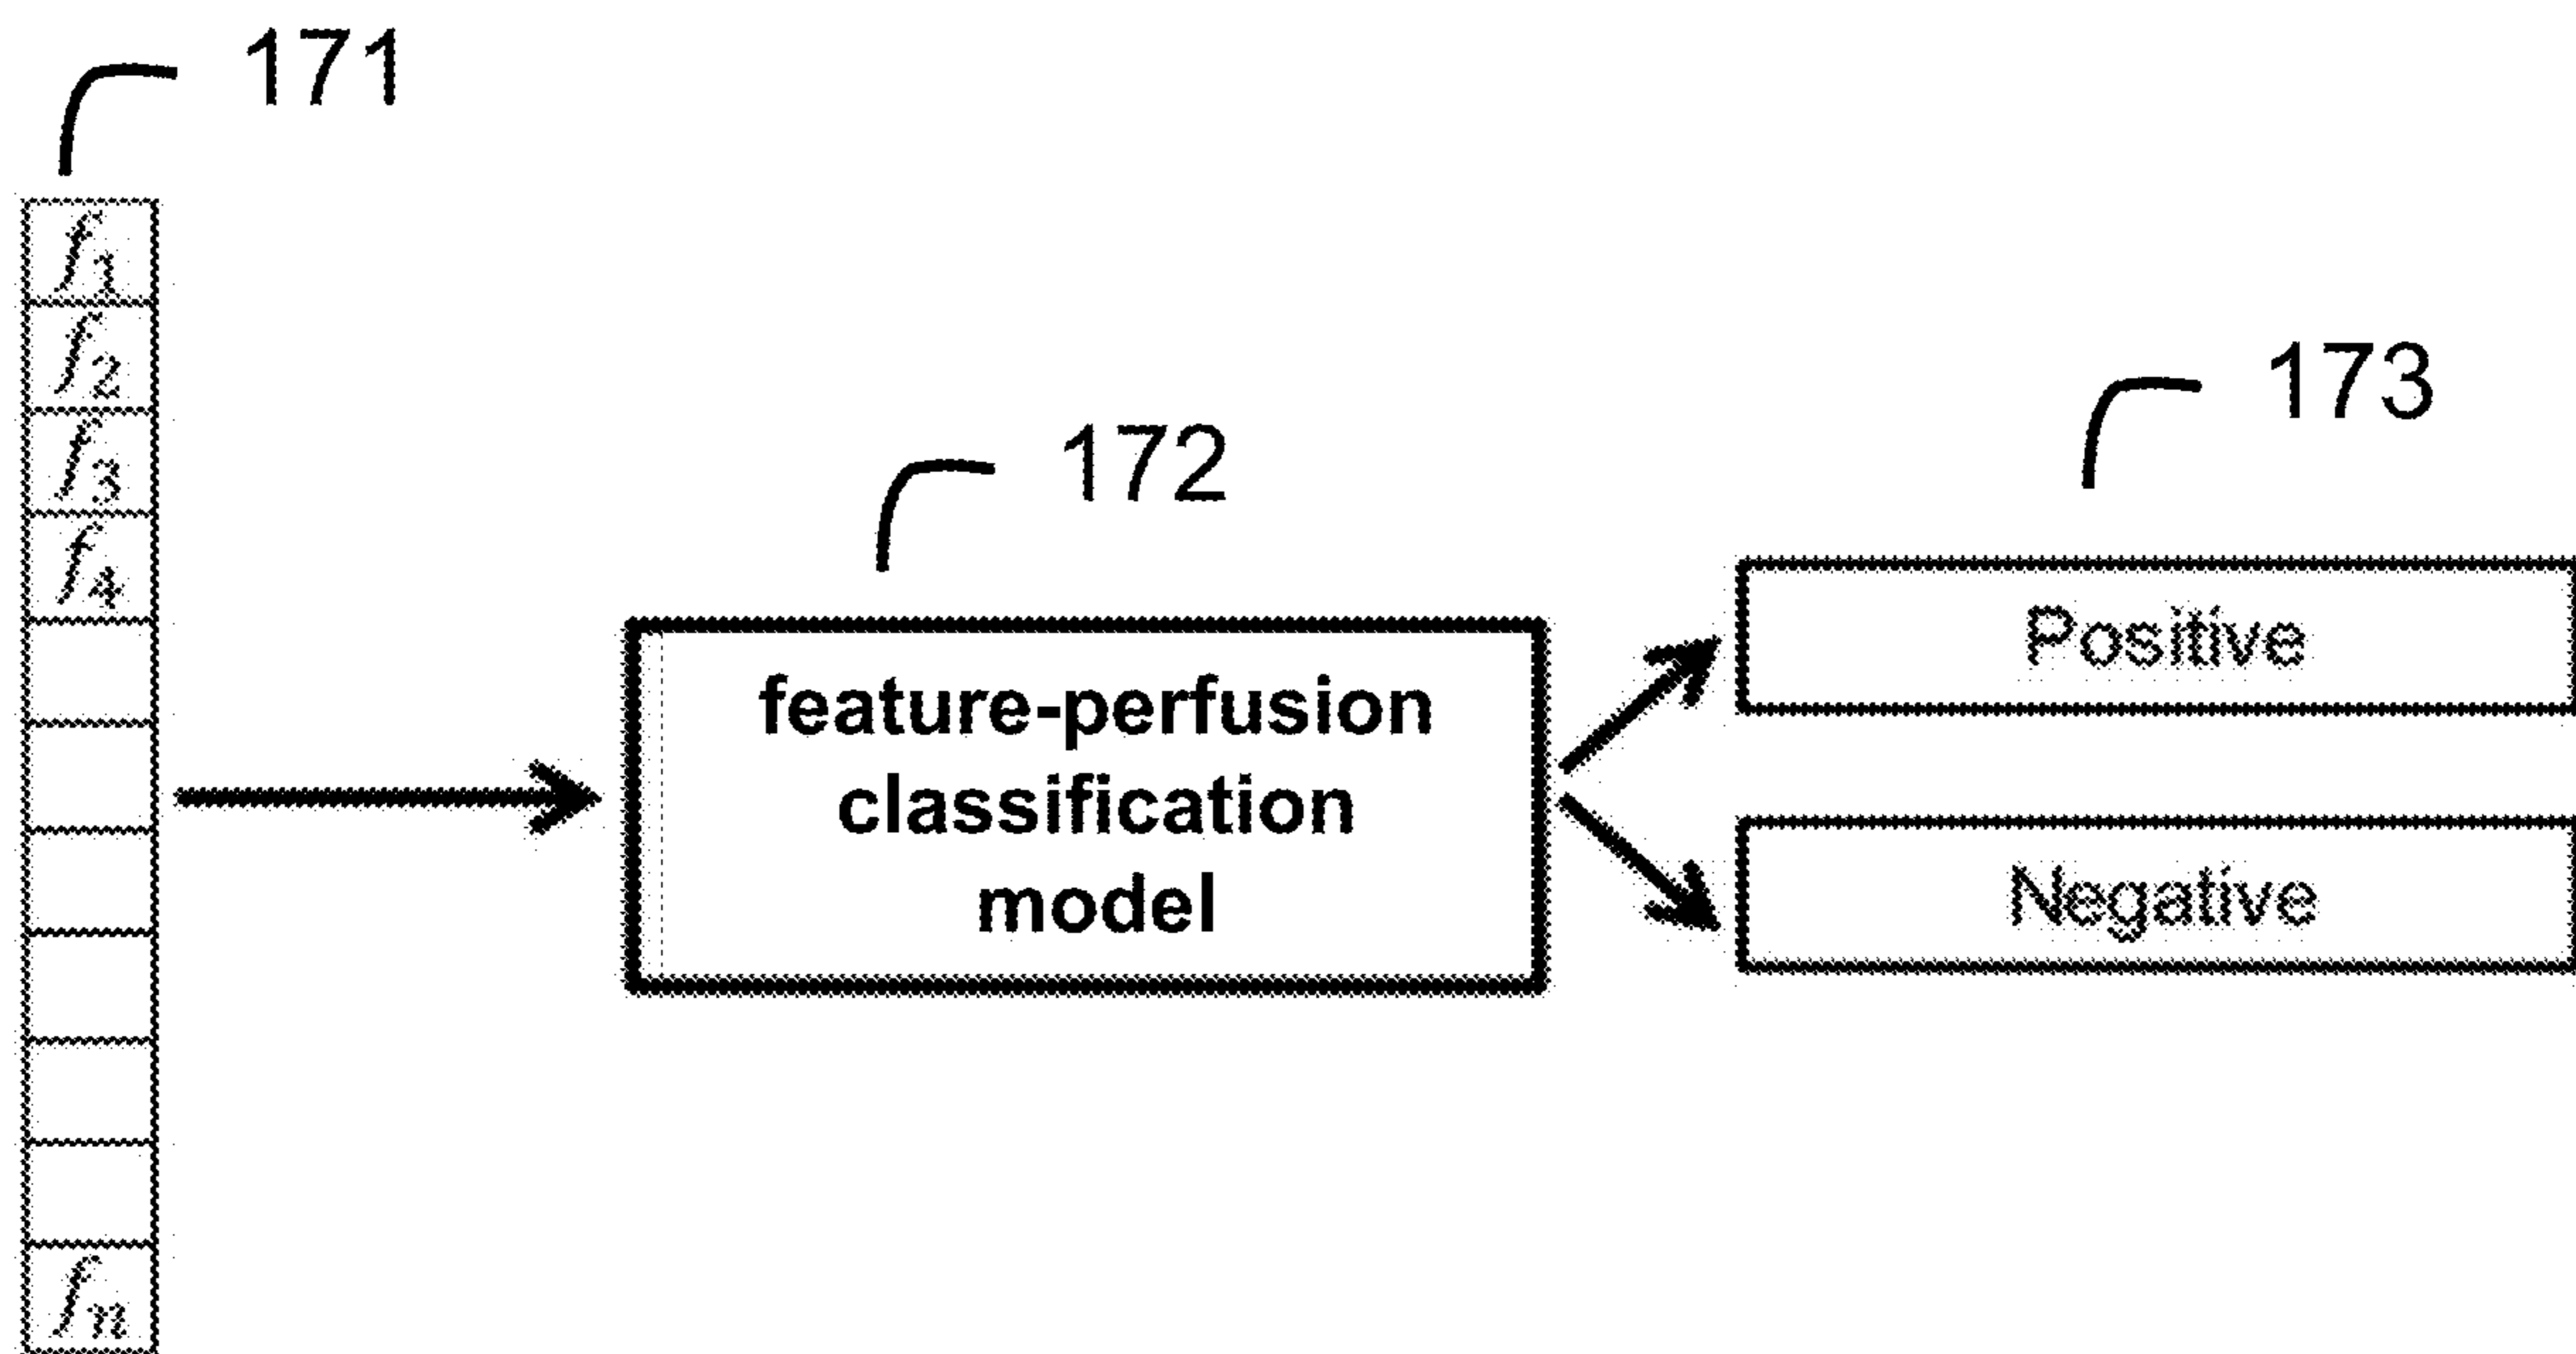 171
f1
f2
f3
f4
fn
172
feature-perfusion
classification
model
173
Positive
Negative